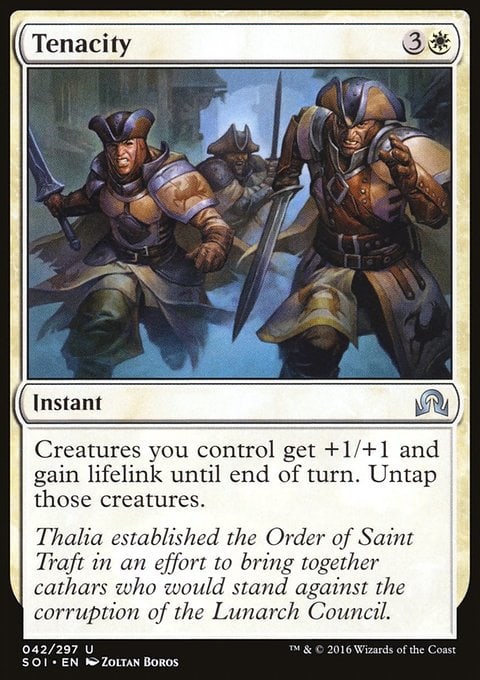 Tenacity 3
Instant
Creatures you control get +1/+1 and
gain lifelink until end of turn. Untap
those creatures.
Thalia established the Order of Saint
Traft in an effort to bring together
cathars who would stand against the
corruption of the Lunarch Council.
042/297 U
SOI • EN Zoltan Boros
™ & © 2016 Wizards of the Coast